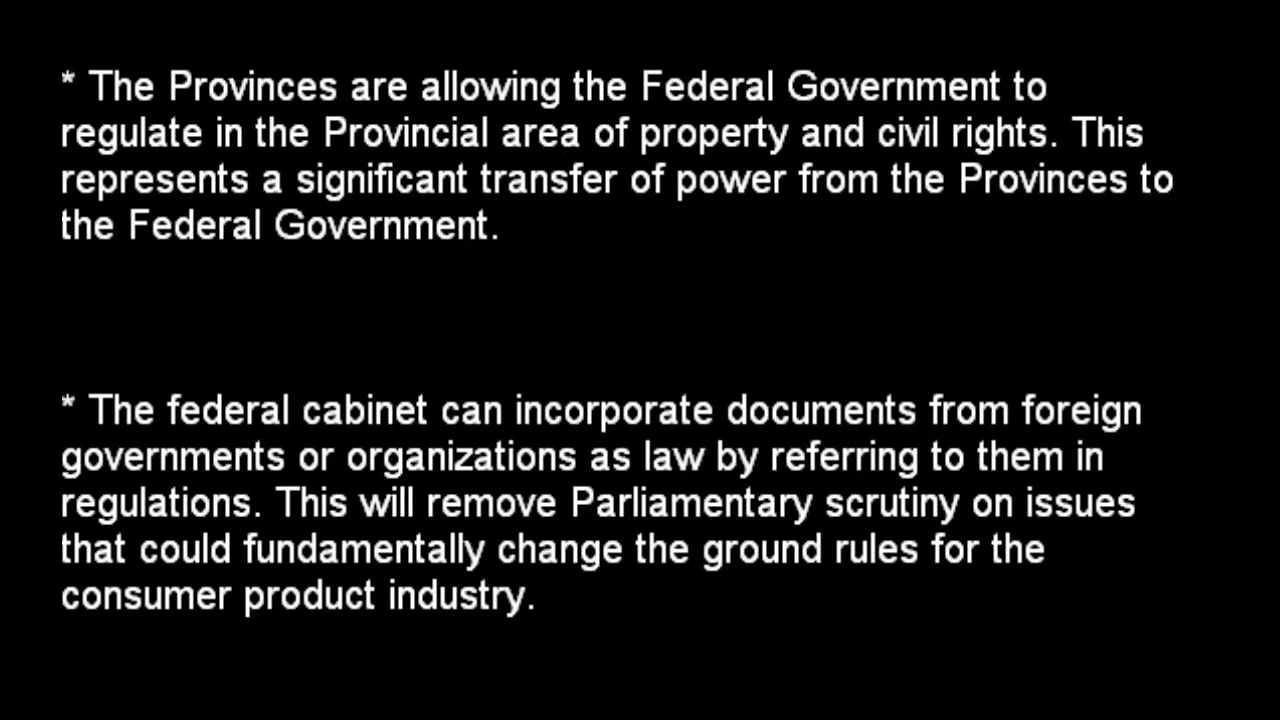 * The Provinces are allowing the Federal Government to
regulate in the Provincial area of property and civil rights. This
represents a significant transfer of power from the Provinces to
the Federal Government.
* The federal cabinet can incorporate documents from foreign
governments or organizations as law by referring to them in
regulations. This will remove Parliamentary scrutiny on issues
that could fundamentally change the ground rules for the
consumer product industry.